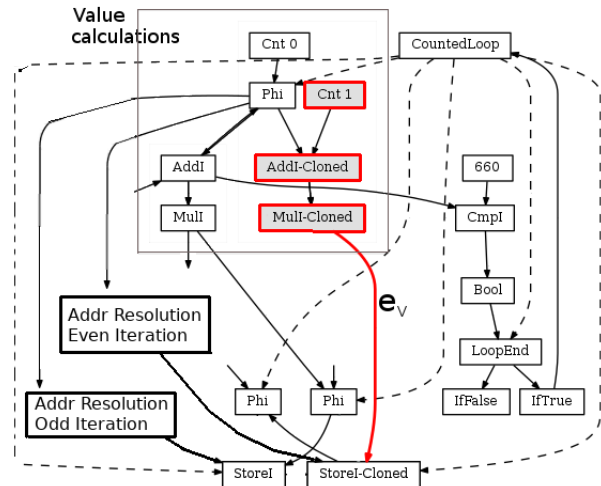 Value
calculations
Cnt 0
CountedLoop
Phi
Cnt 1
AddI
AddI-Cloned
660
MulI
MulI-Cloned
CmpI
e_v
Bool
Addr Resolution
Even Iteration
LoopEnd
Phi
Phi
IfFalse
IfTrue
Addr Resolution
Odd Iteration
StoreI
StoreI-Cloned